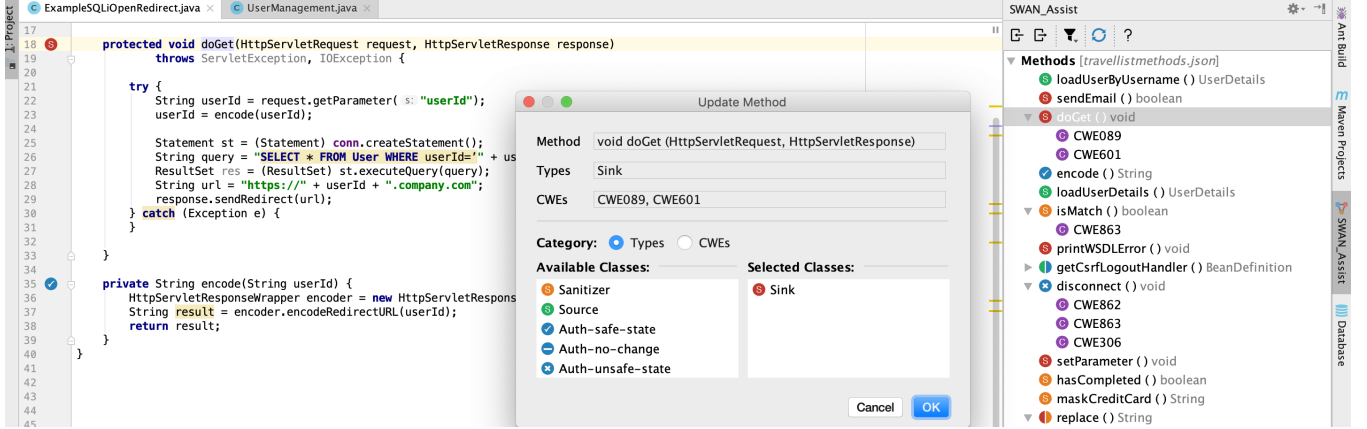 ExampleSQLiOpenRedirect.java ×
UserManagement.java ×
1: Project
17
18 protected void doGet(HttpServletRequest request, HttpServletResponse response)
19 throws ServletException, IOException {
20
21 try {
22 String userId = request.getParameter( s: "userId");
23 userId = encode(userId);
24
25 Statement st = (Statement) conn.createStatement();
26 String query = "SELECT * FROM User WHERE userId='" + us
27 ResultSet res = (ResultSet) st.executeQuery(query);
28 String url = "https://" + userId + ".company.com";
29 response.sendRedirect(url);
30 } catch (Exception e) {
31 }
32
33 }
34
35 private String encode(String userId) {
36 HttpServletResponseWrapper encoder = new HttpServletRespons
37 String result = encoder.encodeRedirectURL(userId);
38 return result;
39 }
40 }
41
42
43
44
45
Update Method
Method void doGet (HttpServletRequest, HttpServletResponse)
Types Sink
CWEs CWE089, CWE601
Category: Types CWEs
Available Classes: Selected Classes:
S Sanitizer
S Source
Auth-safe-state
Auth-no-change
Auth-unsafe-state
S Sink
Cancel OK
SWAN_Assist
?
Methods [travellistmethods.json]
S loadUserByUsername ( ) UserDetails
S sendEmail ( ) boolean
S doGet ( ) void
C CWE089
C CWE601
encode ( ) String
S loadUserDetails ( ) UserDetails
S isMatch ( ) boolean
C CWE863
S printWSDLError ( ) void
getCsrfLogoutHandler ( ) BeanDefinition
disconnect ( ) void
C CWE862
C CWE863
C CWE306
S setParameter ( ) void
S hasCompleted ( ) boolean
S maskCreditCard ( ) String
replace ( ) String
Ant Build
m Maven Projects
SWAN_Assist
Database